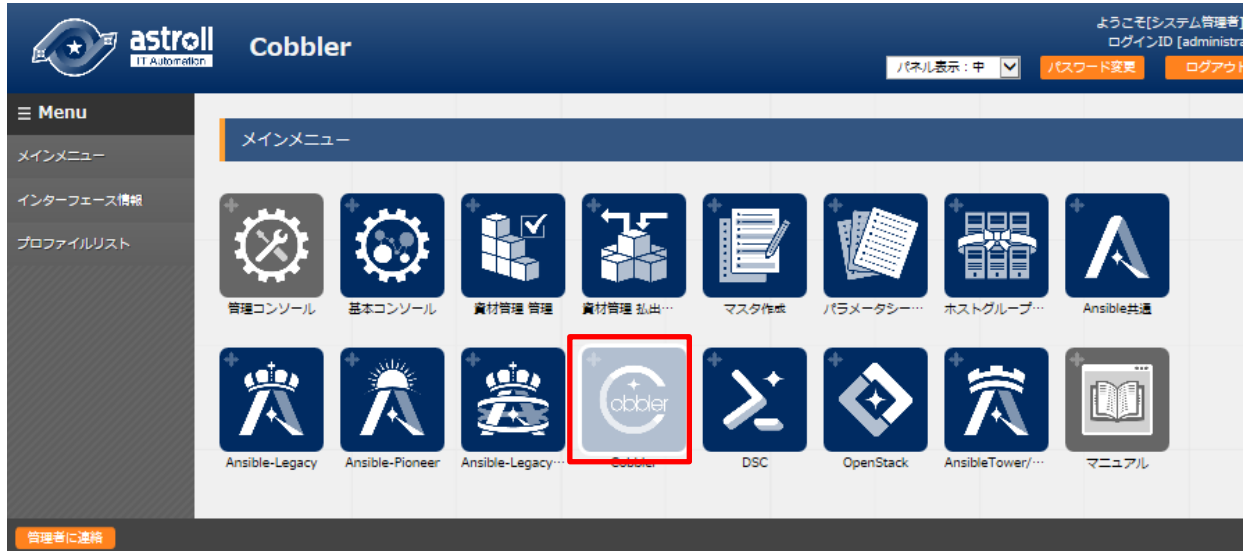 astroll
IT Automation
Cobbler
ようこそ[システム管理者]
ログインID [administra
パネル表示：中
パスワード変更
ログアウト
☰ Menu
メインメニュー
インターフェース情報
プロファイルリスト
メインメニュー
管理コンソール
基本コンソール
資材管理 管理
資材管理 払出…
マスタ作成
パラメータシー…
ホストグループ…
Ansible共通
Cobbler
Ansible-Legacy
Ansible-Pioneer
Ansible-Legacy…
Cobbler
DSC
OpenStack
AnsibleTower/…
マニュアル
管理者に連絡